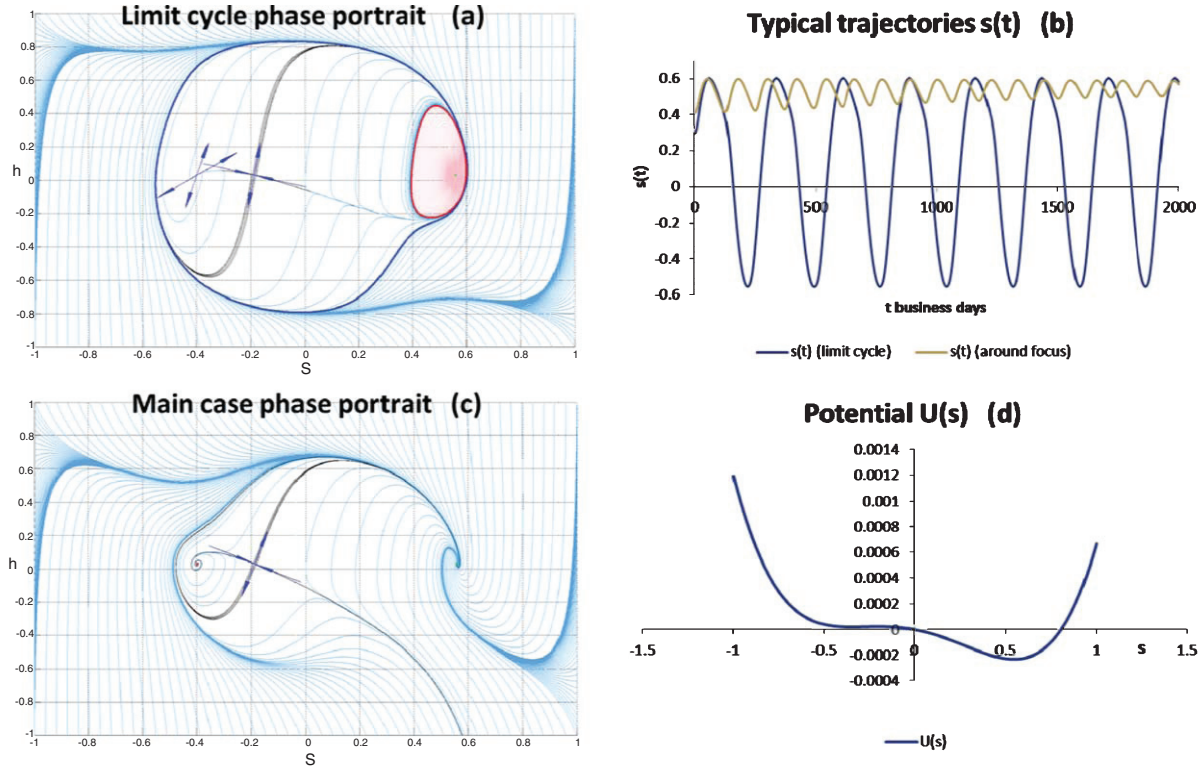 Limit cycle phase portrait (a)
1
0.8
0.6
0.4
0.2
h
0
-0.2
-0.4
-0.6
-0.8
-1
-1 -0.8 -0.6 -0.4 -0.2 0 0.2 0.4 0.6 0.8 1
S
Typical trajectories s(t) (b)
0.6
0.4
0.2
s(t)
0
-0.2
-0.4
-0.6
0 500 1000 1500 2000
t business days
s(t) (limit cycle) s(t) (around focus)
Main case phase portrait (c)
1
0.8
0.6
0.4
0.2
h
0
-0.2
-0.4
-0.6
-0.8
-1
-1 -0.8 -0.6 -0.4 -0.2 0 0.2 0.4 0.6 0.8 1
S
Potential U(s) (d)
0.0014
0.0012
0.001
0.0008
0.0006
0.0004
0.0002
0
-0.0002
-0.0004
-1.5 -1 -0.5 0 0.5 1 1.5
s
U(s)